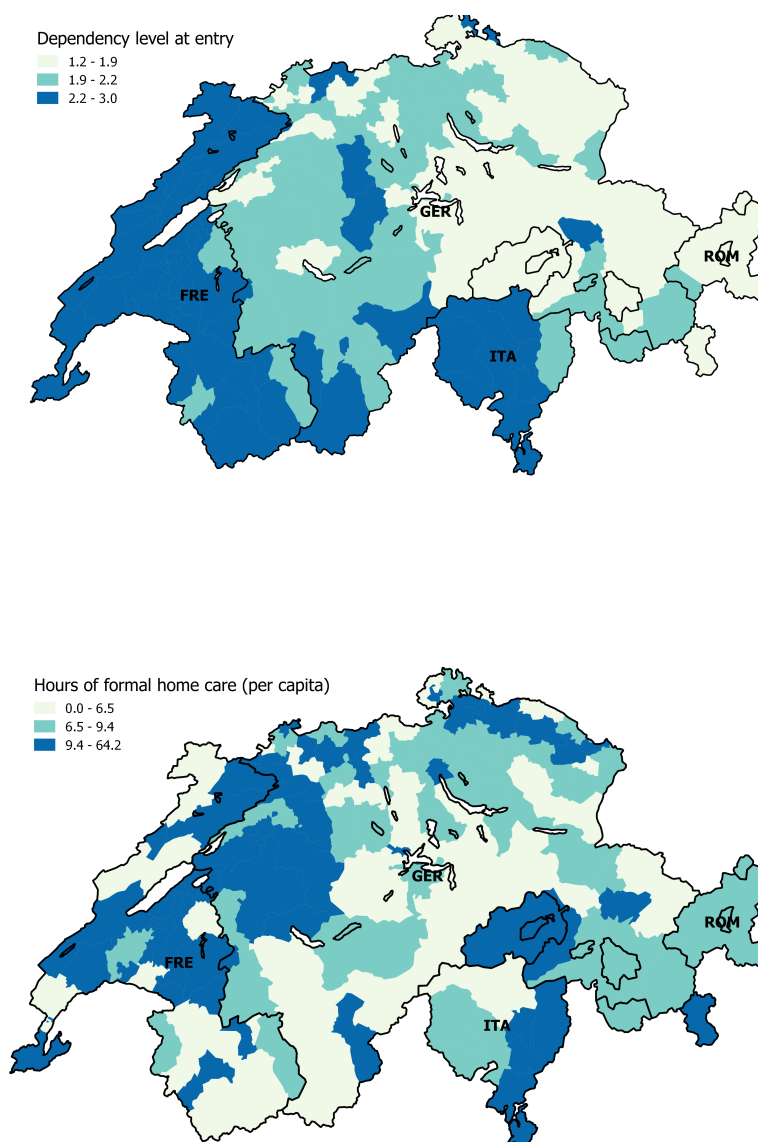 Dependency level at entry
1.2 - 1.9
1.9 - 2.2
2.2 - 3.0
GER
ROM
FRE
ITA
Hours of formal home care (per capita)
0.0 - 6.5
6.5 - 9.4
9.4 - 64.2
GER
ROM
FRE
ITA